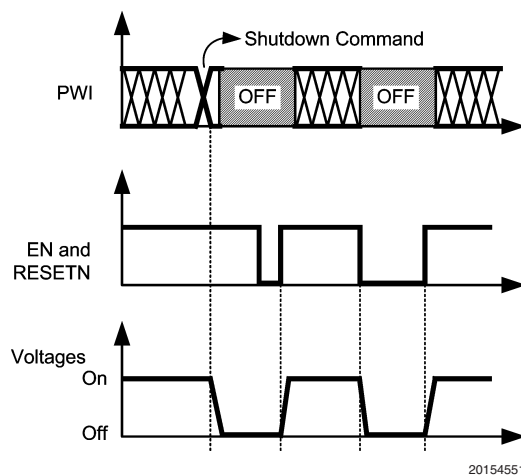 Shutdown Command
PWI
OFF
OFF
EN and
RESETN
Voltages
On
Off
20154551